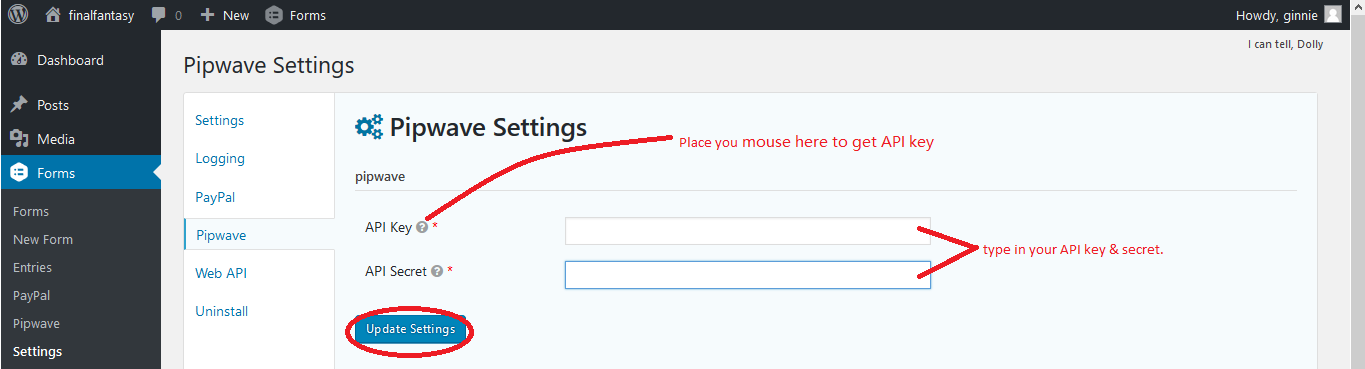 finalfantasy 0 New Forms Howdy, ginnie
I can tell, Dolly
Dashboard
Posts
Media
Forms
Forms
New Form
Entries
PayPal
Pipwave
Settings
Pipwave Settings
Settings
Logging
PayPal
Pipwave
Web API
Uninstall
Pipwave Settings
Place you mouse here to get API key
pipwave
API Key ? *
API Secret ? *
type in your API key & secret.
Update Settings